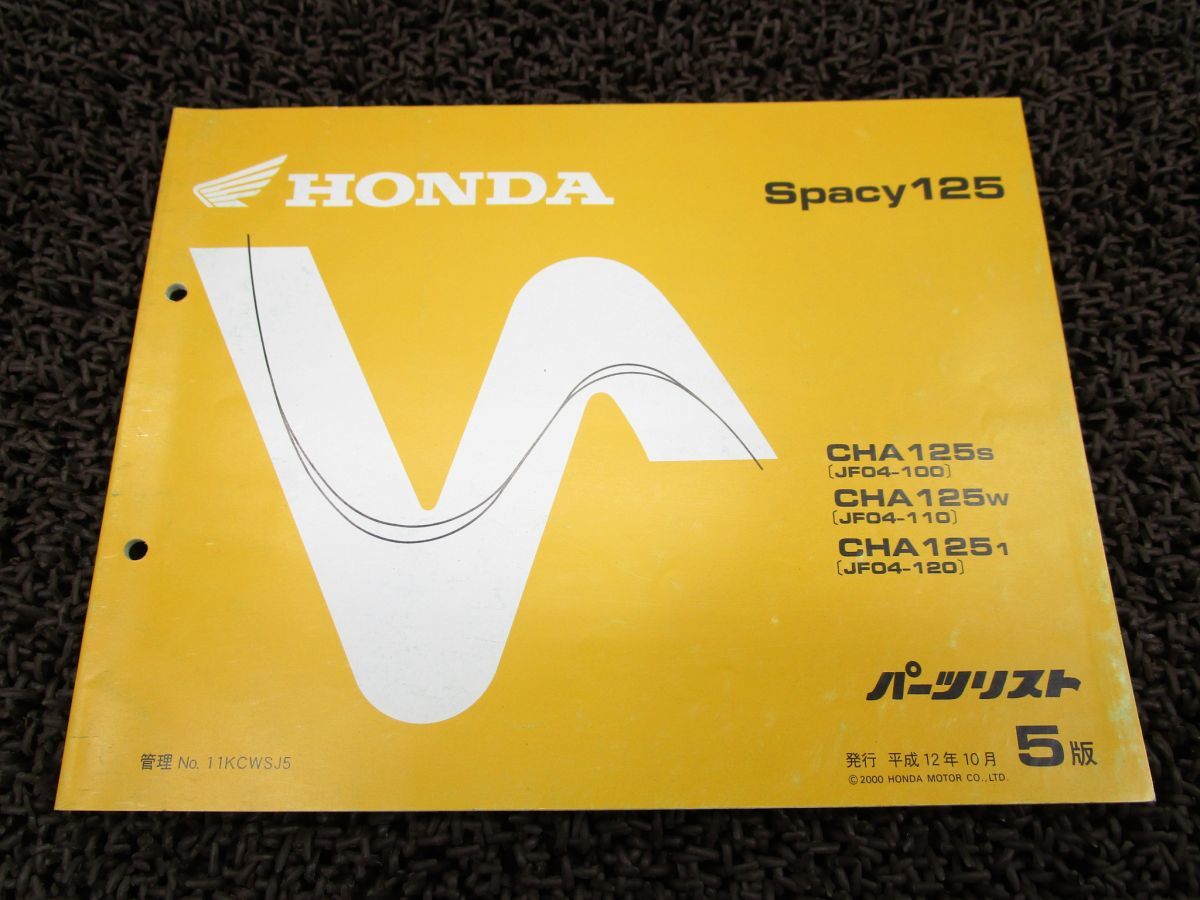 HONDA
Spacy125
CHA125S
〔JF04-100〕
CHA125W
〔JF04-110〕
CHA1251
〔JF04-120〕
パーツリスト
5版
管理 No. 11KCWSJ5
発行 平成12年10月
©2000 HONDA MOTOR CO.,LTD.